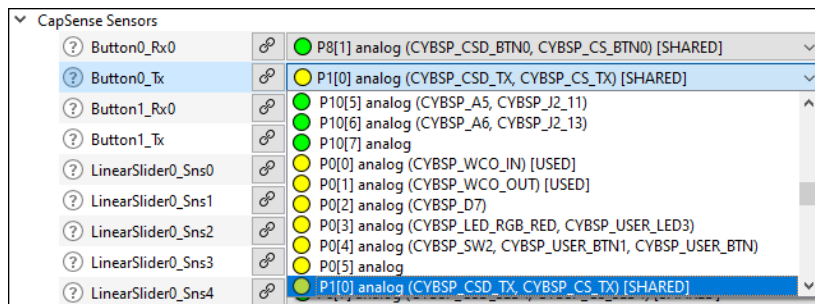 CapSense Sensors
? Button0_Rx0 P8[1] analog (CYBSP_CSD_BTN0, CYBSP_CS_BTN0) [SHARED]
? Button0_Tx P1[0] analog (CYBSP_CSD_TX, CYBSP_CS_TX) [SHARED]
? Button1_Rx0 P10[5] analog (CYBSP_A5, CYBSP_J2_11)
P10[6] analog (CYBSP_A6, CYBSP_J2_13)
? Button1_Tx P10[7] analog
P0[0] analog (CYBSP_WCO_IN) [USED]
? LinearSlider0_Sns0 P0[1] analog (CYBSP_WCO_OUT) [USED]
? LinearSlider0_Sns1 P0[2] analog (CYBSP_D7)
? LinearSlider0_Sns2 P0[3] analog (CYBSP_LED_RGB_RED, CYBSP_USER_LED3)
P0[4] analog (CYBSP_SW2, CYBSP_USER_BTN1, CYBSP_USER_BTN)
? LinearSlider0_Sns3 P0[5] analog
? LinearSlider0_Sns4 P1[0] analog (CYBSP_CSD_TX, CYBSP_CS_TX) [SHARED]